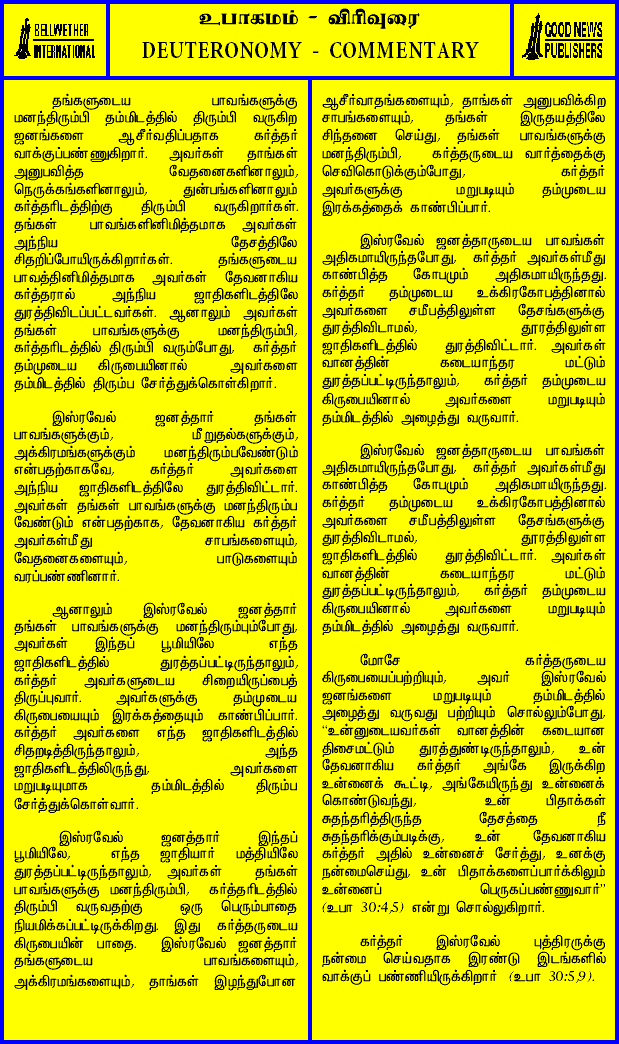 BELLWETHER
INTERNATIONAL
உபாகமம் - விரிவுரை
DEUTERONOMY - COMMENTARY
GOOD NEWS
PUBLISHERS
தங்களுடைய பாவங்களுக்கு
மனந்திரும்பி தம்மிடத்தில் திரும்பி வருகிற
ஜனங்களை ஆசீர்வதிப்பதாக கர்த்தர்
வாக்குப்பண்ணுகிறார். அவர்கள் தாங்கள்
அனுபவித்த வேதனைகளினாலும்,
நெருக்கங்களினாலும், துன்பங்களினாலும்
கர்த்தரிடத்திற்கு திரும்பி வருகிறார்கள்.
தங்கள் பாவங்களினிமித்தமாக அவர்கள்
அந்நிய தேசத்திலே
சிதறிப்போயிருக்கிறார்கள். தங்களுடைய
பாவத்தினிமித்தமாக அவர்கள் தேவனாகிய
கர்த்தரால் அந்நிய ஜாதிகளிடத்திலே
துரத்திவிடப்பட்டவர்கள். ஆனாலும் அவர்கள்
தங்கள் பாவங்களுக்கு மனந்திரும்பி,
கர்த்தரிடத்தில் திரும்பி வரும்போது, கர்த்தர்
தம்முடைய கிருபையினால் அவர்களை
தம்மிடத்தில் திரும்ப சேர்த்துக்கொள்கிறார்.
இஸ்ரவேல் ஜனத்தார் தங்கள்
பாவங்களுக்கும், மீறுதல்களுக்கும்,
அக்கிரமங்களுக்கும் மனந்திரும்பவேண்டும்
என்பதற்காகவே, கர்த்தர் அவர்களை
அந்நிய ஜாதிகளிடத்திலே துரத்திவிட்டார்.
அவர்கள் தங்கள் பாவங்களுக்கு மனந்திரும்ப
வேண்டும் என்பதற்காக, தேவனாகிய கர்த்தர்
அவர்கள்மீது சாபங்களையும்,
வேதனைகளையும், பாடுகளையும்
வரப்பண்ணினார்.
ஆனாலும் இஸ்ரவேல் ஜனத்தார்
தங்கள் பாவங்களுக்கு மனந்திரும்பும்போது,
அவர்கள் இந்தப் பூமியிலே எந்த
ஜாதிகளிடத்தில் துரத்தப்பட்டிருந்தாலும்,
கர்த்தர் அவர்களுடைய சிறையிருப்பைத்
திருப்புவார். அவர்களுக்கு தம்முடைய
கிருபையையும் இரக்கத்தையும் காண்பிப்பார்.
கர்த்தர் அவர்களை எந்த ஜாதிகளிடத்தில்
சிதறடித்திருந்தாலும், அந்த
ஜாதிகளிடத்திலிருந்து, அவர்களை
மறுபடியுமாக தம்மிடத்தில் திரும்ப
சேர்த்துக்கொள்வார்.
இஸ்ரவேல் ஜனத்தார் இந்தப்
பூமியிலே, எந்த ஜாதியார் மத்தியிலே
துரத்தப்பட்டிருந்தாலும், அவர்கள் தங்கள்
பாவங்களுக்கு மனந்திரும்பி, கர்த்தரிடத்தில்
திரும்பி வருவதற்கு ஒரு பெரும்பாதை
நியமிக்கப்பட்டிருக்கிறது. இது கர்த்தருடைய
கிருபையின் பாதை. இஸ்ரவேல் ஜனத்தார்
தங்களுடைய பாவங்களையும்,
அக்கிரமங்களையும், தாங்கள் இழந்துபோன
ஆசீர்வாதங்களையும், தாங்கள் அனுபவிக்கிற
சாபங்களையும், தங்கள் இருதயத்திலே
சிந்தனை செய்து, தங்கள் பாவங்களுக்கு
மனந்திரும்பி, கர்த்தருடைய வார்த்தைக்கு
செவிகொடுக்கும்போது, கர்த்தர்
அவர்களுக்கு மறுபடியும் தம்முடைய
இரக்கத்தைக் காண்பிப்பார்.
இஸ்ரவேல் ஜனத்தாருடைய பாவங்கள்
அதிகமாயிருந்தபோது, கர்த்தர் அவர்கள்மீது
காண்பித்த கோபமும் அதிகமாயிருந்தது.
கர்த்தர் தம்முடைய உக்கிரகோபத்தினால்
அவர்களை சமீபத்திலுள்ள தேசங்களுக்கு
துரத்திவிடாமல், தூரத்திலுள்ள
ஜாதிகளிடத்தில் துரத்திவிட்டார். அவர்கள்
வானத்தின் கடையாந்தர மட்டும்
துரத்தப்பட்டிருந்தாலும், கர்த்தர் தம்முடைய
கிருபையினால் அவர்களை மறுபடியும்
தம்மிடத்தில் அழைத்து வருவார்.
இஸ்ரவேல் ஜனத்தாருடைய பாவங்கள்
அதிகமாயிருந்தபோது, கர்த்தர் அவர்கள்மீது
காண்பித்த கோபமும் அதிகமாயிருந்தது.
கர்த்தர் தம்முடைய உக்கிரகோபத்தினால்
அவர்களை சமீபத்திலுள்ள தேசங்களுக்கு
துரத்திவிடாமல், தூரத்திலுள்ள
ஜாதிகளிடத்தில் துரத்திவிட்டார். அவர்கள்
வானத்தின் கடையாந்தர மட்டும்
துரத்தப்பட்டிருந்தாலும், கர்த்தர் தம்முடைய
கிருபையினால் அவர்களை மறுபடியும்
தம்மிடத்தில் அழைத்து வருவார்.
மோசே கர்த்தருடைய
கிருபையைப்பற்றியும், அவர் இஸ்ரவேல்
ஜனங்களை மறுபடியும் தம்மிடத்தில்
அழைத்து வருவது பற்றியும் சொல்லும்போது,
“உன்னுடையவர்கள் வானத்தின் கடையான
திசைமட்டும் துரத்துண்டிருந்தாலும், உன்
தேவனாகிய கர்த்தர் அங்கே இருக்கிற
உன்னைக் கூட்டி, அங்கேயிருந்து உன்னைக்
கொண்டுவந்து, உன் பிதாக்கள்
சுதந்தரித்திருந்த தேசத்தை நீ
சுதந்தரிக்கும்படிக்கு, உன் தேவனாகிய
கர்த்தர் அதில் உன்னைச் சேர்த்து, உனக்கு
நன்மைசெய்து, உன் பிதாக்களைப்பார்க்கிலும்
உன்னைப் பெருகப்பண்ணுவார்”
(உபா 30:4,5) என்று சொல்லுகிறார்.
கர்த்தர் இஸ்ரவேல் புத்திரருக்கு
நன்மை செய்வதாக இரண்டு இடங்களில்
வாக்குப் பண்ணியிருக்கிறார் (உபா 30:5,9).